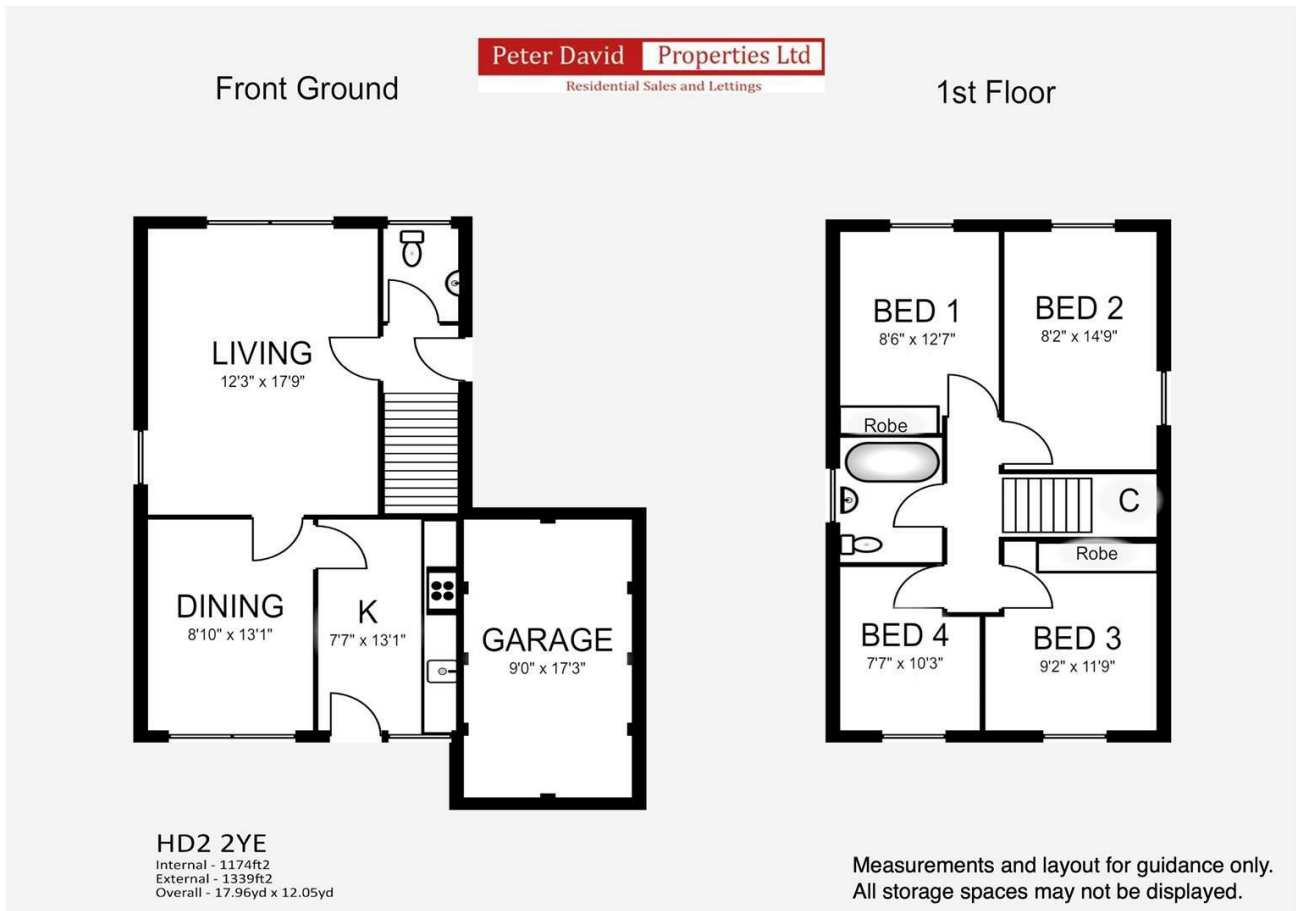 Peter David Properties Ltd
Residential Sales and Lettings
Front Ground
1st Floor
LIVING
12'3" x 17'9"
DINING
8'10" x 13'1"
K
7'7" x 13'1"
GARAGE
9'0" x 17'3"
BED 1
8'6" x 12'7"
BED 2
8'2" x 14'9"
Robe
C
Robe
BED 4
7'7" x 10'3"
BED 3
9'2" x 11'9"
HD2 2YE
Internal - 1174ft2
External - 1339ft2
Overall - 17.96yd x 12.05yd
Measurements and layout for guidance only.
All storage spaces may not be displayed.